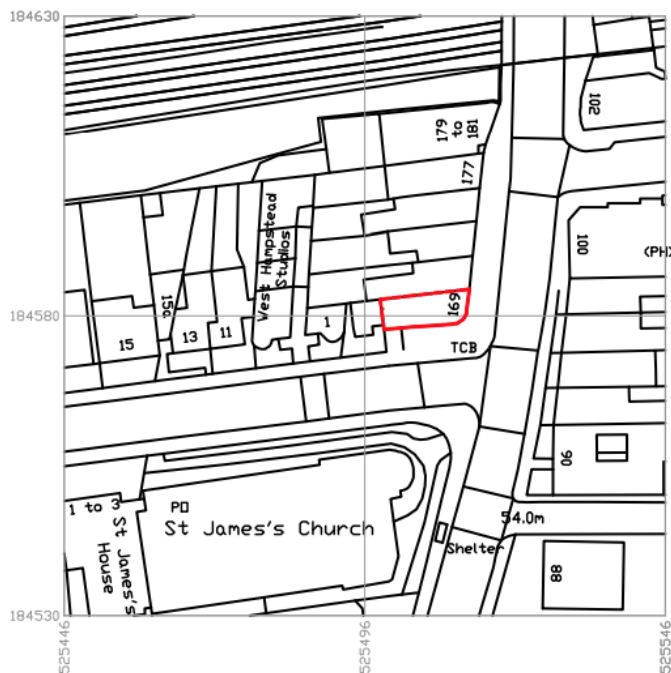 184630
102
179
to
181
177
West Hampstead
Studios
100
(PH)
15a
169
184580
1
15
13
11
TCB
90
1 to 3
PO
St James's Church
54.0m
St James's
House
Shelter
88
184530
525446
525496
525546